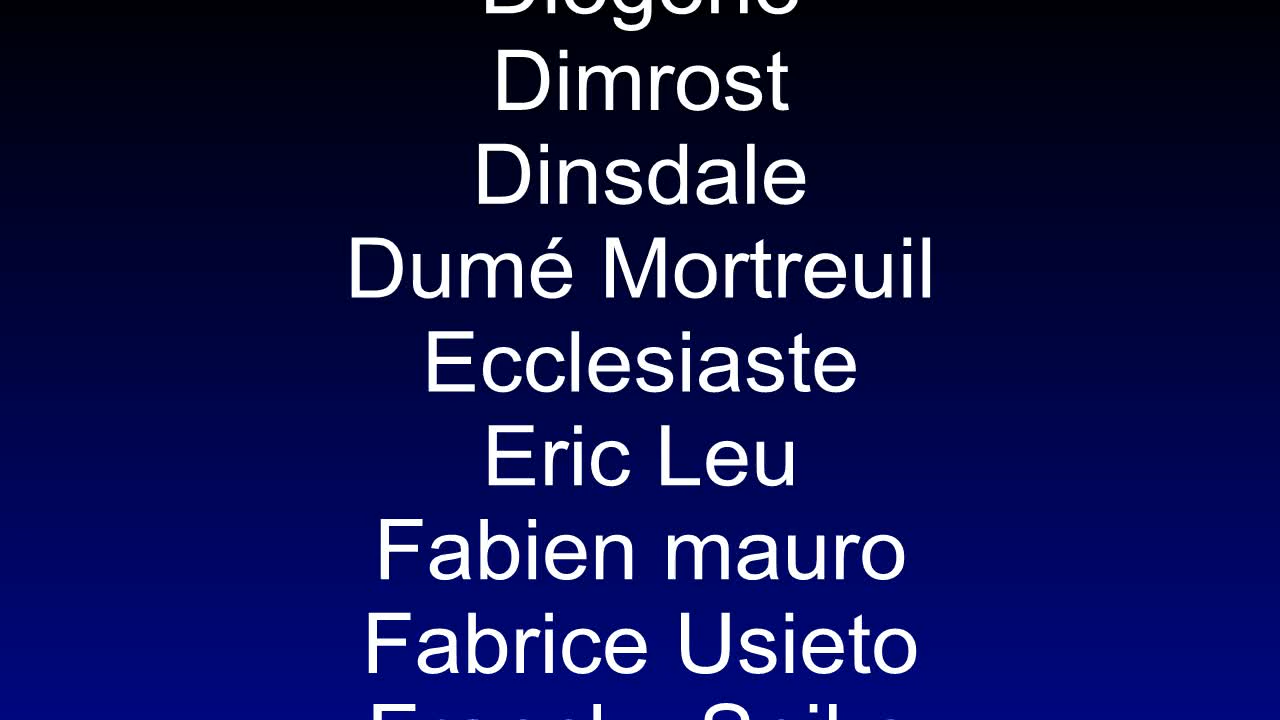 Dimrost
Dinsdale
Dumé Mortreuil
Ecclesiaste
Eric Leu
Fabien mauro
Fabrice Usieto